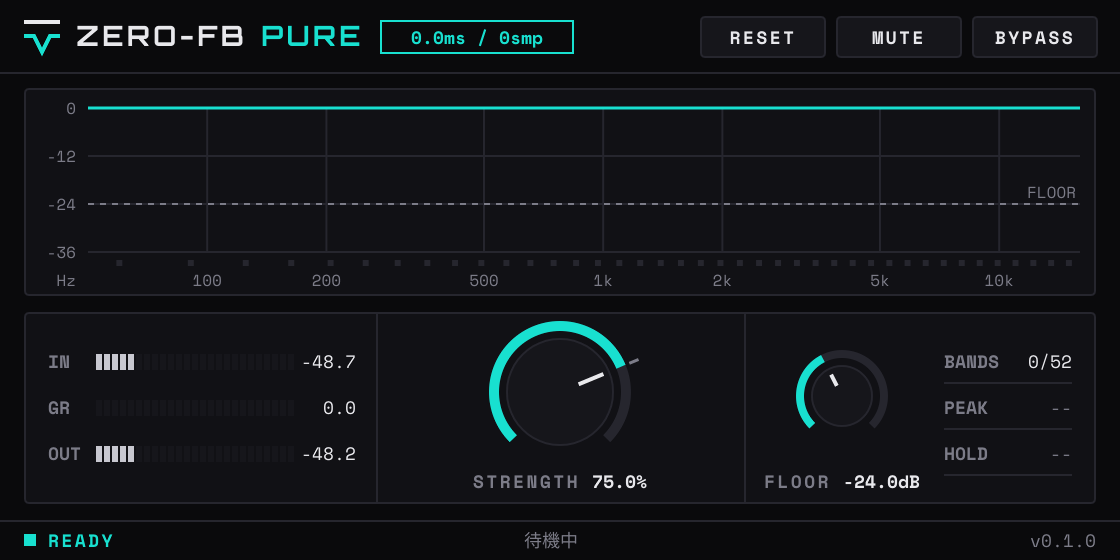 ZERO-FB PURE
0.0ms / 0smp
RESET
MUTE
BYPASS
0
-12
-24
FLOOR
-36
Hz 100 200 500 1k 2k 5k 10k
IN -48.7
GR 0.0
OUT -48.2
STRENGTH 75.0%
FLOOR -24.0dB
BANDS 0/52
PEAK --
HOLD --
READY
待機中
v0.1.0